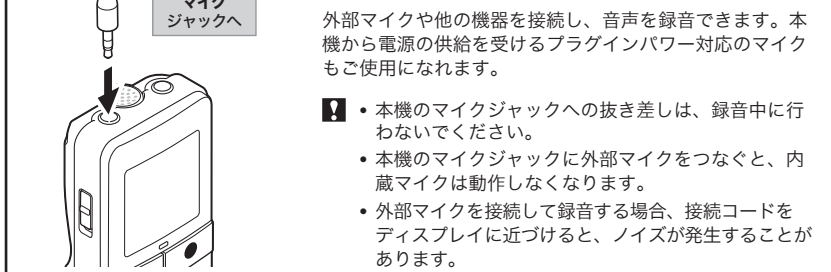 マイク
ジャックへ
外部マイクや他の機器を接続し、音声を録音できます。本
機から電源の供給を受けるプラグインパワー対応のマイク
もご使用になれます。
• 本機のマイクジャックへの抜き差しは、録音中に行
わないでください。
• 本機のマイクジャックに外部マイクをつなぐと、内
蔵マイクは動作しなくなります。
• 外部マイクを接続して録音する場合、接続コードを
ディスプレイに近づけると、ノイズが発生することが
あります。